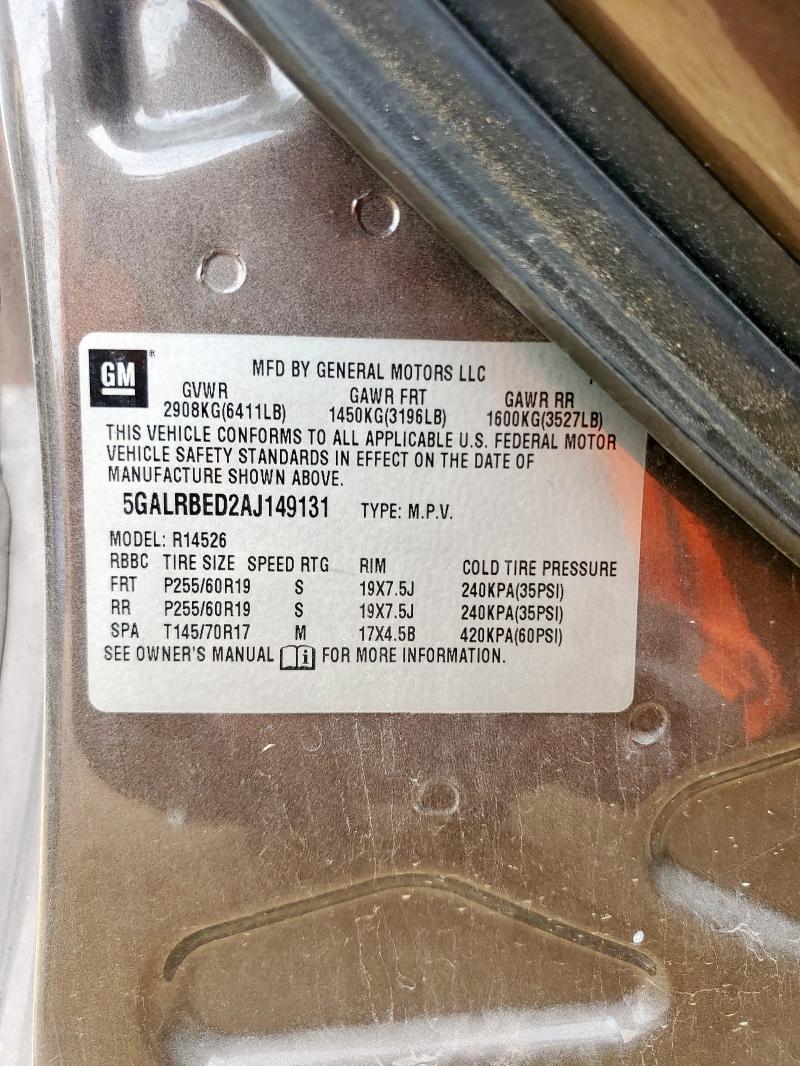 GM ®
MFD BY GENERAL MOTORS LLC
GVWR GAWR FRT GAWR RR
2908KG(6411LB) 1450KG(3196LB) 1600KG(3527LB)
THIS VEHICLE CONFORMS TO ALL APPLICABLE U.S. FEDERAL MOTOR
VEHICLE SAFETY STANDARDS IN EFFECT ON THE DATE OF
MANUFACTURE SHOWN ABOVE.
5GALRBED2AJ149131 TYPE: M.P.V.
MODEL: R14526
RBBC TIRE SIZE SPEED RTG RIM COLD TIRE PRESSURE
FRT P255/60R19 S 19X7.5J 240KPA(35PSI)
RR P255/60R19 S 19X7.5J 240KPA(35PSI)
SPA T145/70R17 M 17X4.5B 420KPA(60PSI)
SEE OWNER'S MANUAL i FOR MORE INFORMATION.